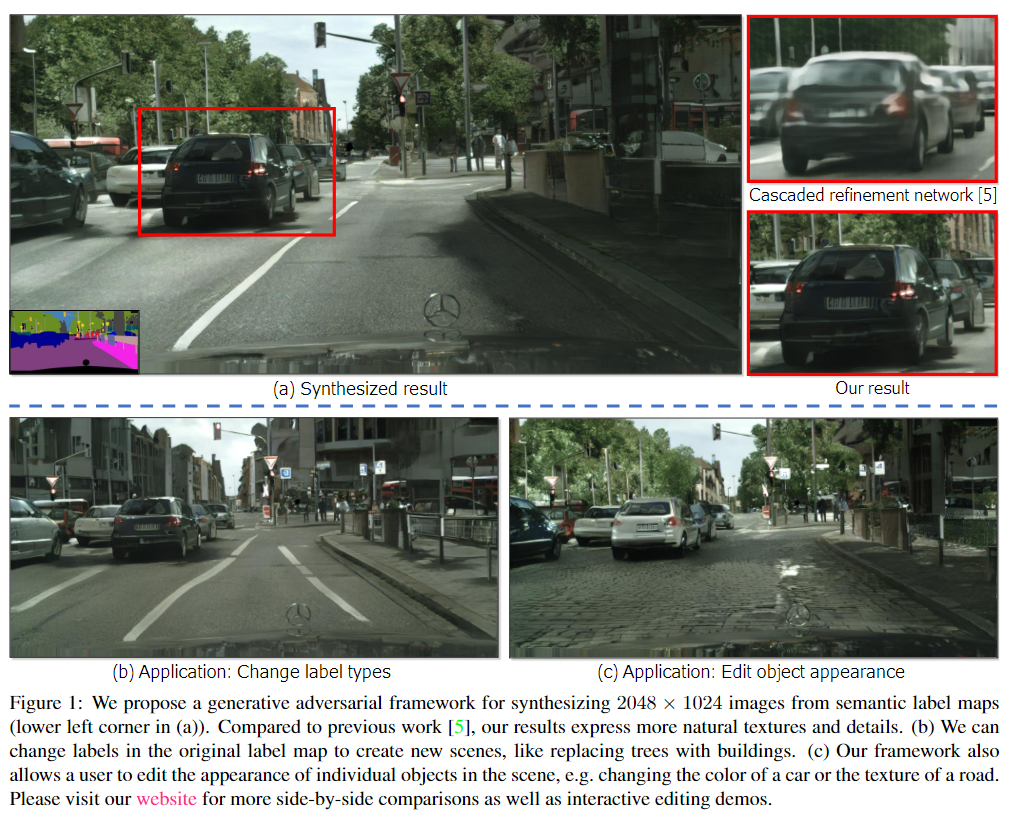 Cascaded refinement network [5]
(a) Synthesized result
Our result
(b) Application: Change label types
(c) Application: Edit object appearance
Figure 1: We propose a generative adversarial framework for synthesizing 2048 × 1024 images from semantic label maps
(lower left corner in (a)). Compared to previous work [5], our results express more natural textures and details. (b) We can
change labels in the original label map to create new scenes, like replacing trees with buildings. (c) Our framework also
allows a user to edit the appearance of individual objects in the scene, e.g. changing the color of a car or the texture of a road.
Please visit our website for more side-by-side comparisons as well as interactive editing demos.